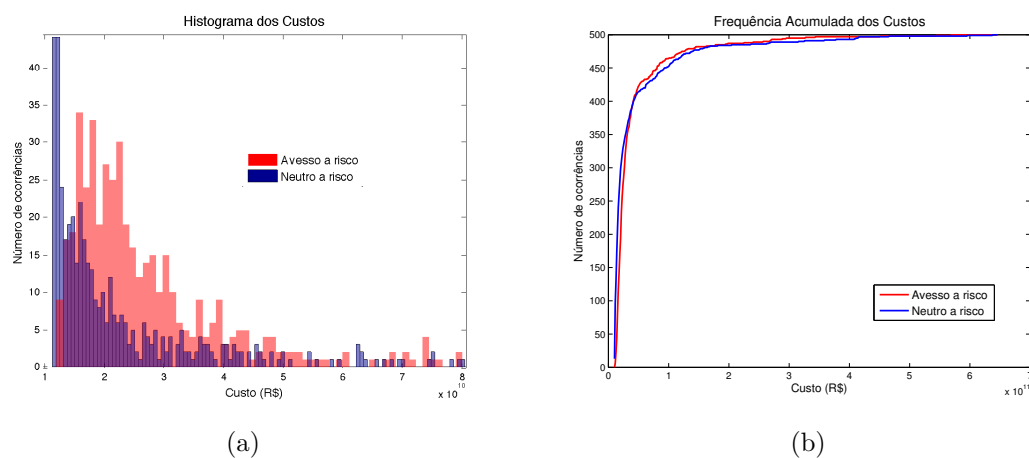 Histograma dos Custos
Número de ocorrências
40
35
30
25
20
15
10
5
0
Avesso a risco
Neutro a risco
1 2 3 4 5 6 7 8
Custo (R$)
x 10^10
(a)
Frequência Acumulada dos Custos
Número de ocorrências
500
450
400
350
300
250
200
150
100
50
0
Avesso a risco
Neutro a risco
0 1 2 3 4 5 6 7
Custo (R$)
x 10^11
(b)